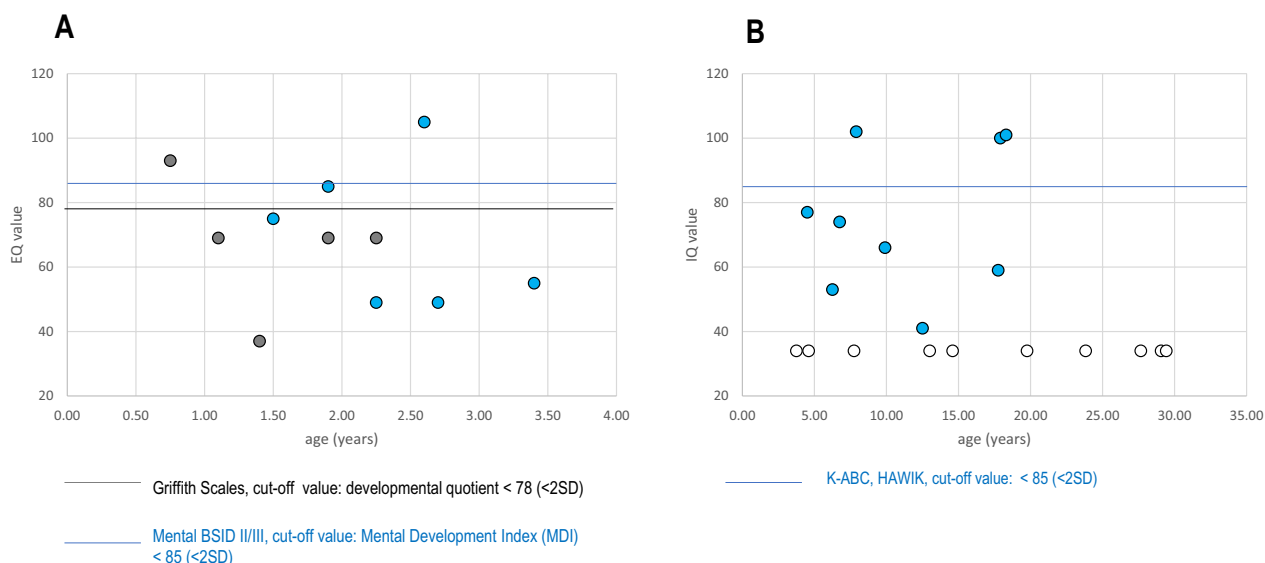 A
B
120
100
80
60
40
20
EQ value
0.00 0.50 1.00 1.50 2.00 2.50 3.00 3.50 4.00
age (years)
120
100
80
60
40
20
IQ value
0.00 5.00 10.00 15.00 20.00 25.00 30.00 35.00
age (years)
Griffith Scales, cut-off value: developmental quotient < 78 (<2SD)
Mental BSID II/III, cut-off value: Mental Development Index (MDI)
< 85 (<2SD)
K-ABC, HAWIK, cut-off value: < 85 (<2SD)